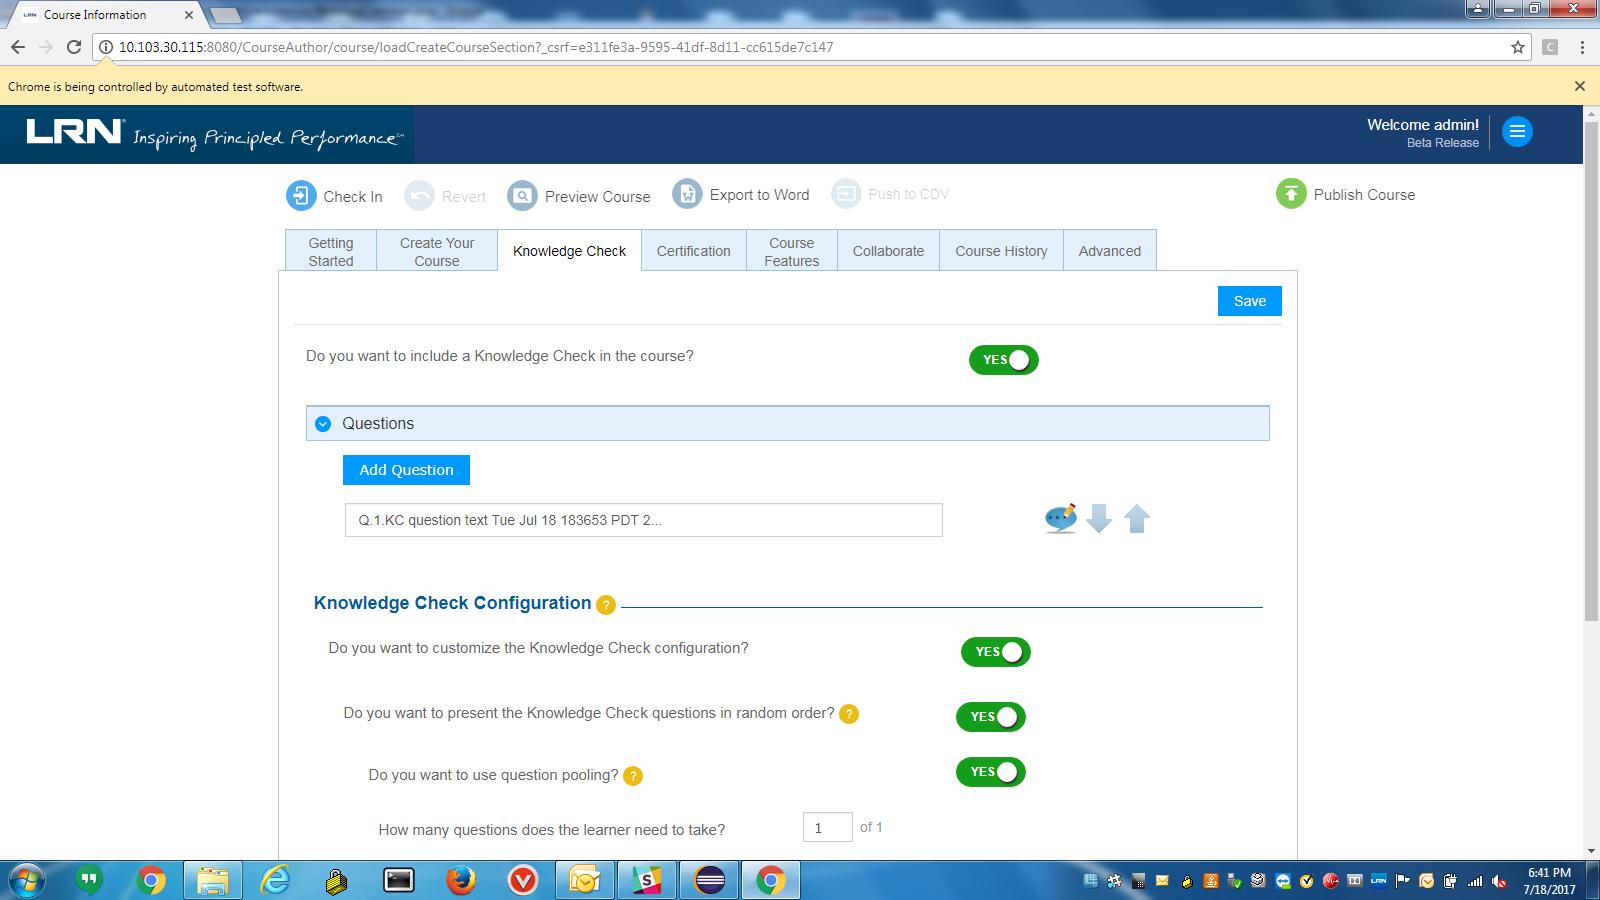 LRN Course Information
10.103.30.115:8080/CourseAuthor/course/loadCreateCourseSection?_csrf=e311fe3a-9595-41df-8d11-cc615de7c147
C
Chrome is being controlled by automated test software.
LRN Inspiring Principled Performance
Welcome admin!
Beta Release
Check In
Revert
Preview Course
Export to Word
Push to CDV
Publish Course
Getting Started
Create Your Course
Knowledge Check
Certification
Course Features
Collaborate
Course History
Advanced
Save
Do you want to include a Knowledge Check in the course?
YES
Questions
Add Question
Q.1.KC question text Tue Jul 18 183653 PDT 2...
Knowledge Check Configuration ?
Do you want to customize the Knowledge Check configuration?
YES
Do you want to present the Knowledge Check questions in random order? ?
YES
Do you want to use question pooling? ?
YES
How many questions does the learner need to take?
1 of 1
LRN
6:41 PM
7/18/2017